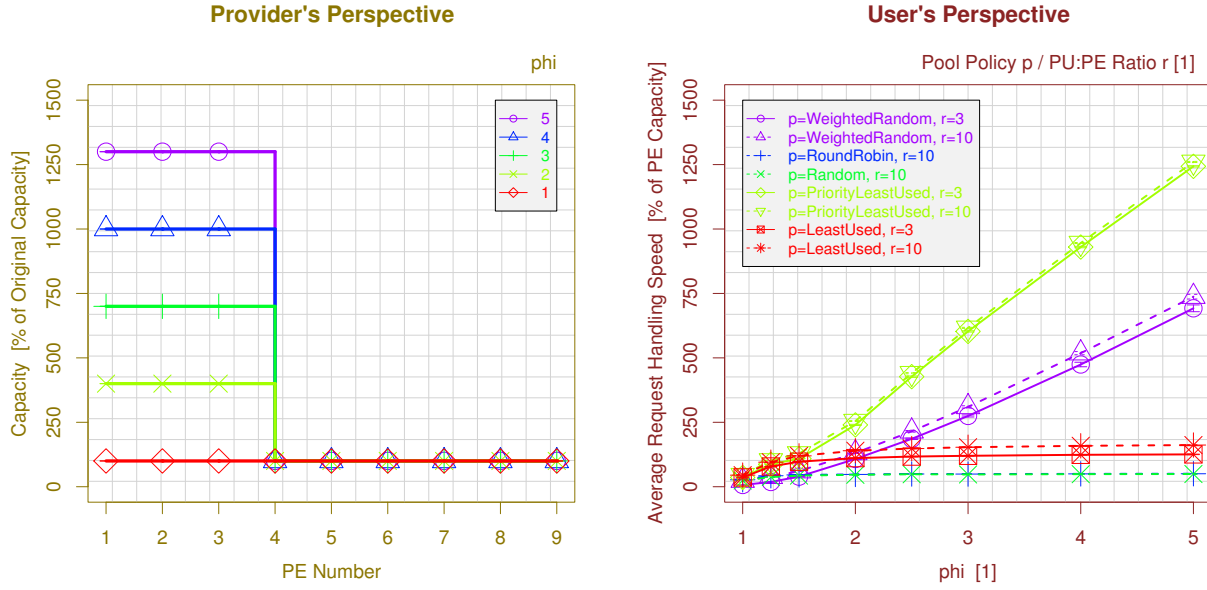 Provider's Perspective
phi
Capacity [% of Original Capacity]
1500
1250
1000
750
500
250
0
5
4
3
2
1
1 2 3 4 5 6 7 8 9
PE Number
User's Perspective
Pool Policy p / PU:PE Ratio r [1]
Average Request Handling Speed [% of PE Capacity]
1500
1250
1000
750
500
250
0
p=WeightedRandom, r=3
p=WeightedRandom, r=10
p=RoundRobin, r=10
p=Random, r=10
p=PriorityLeastUsed, r=3
p=PriorityLeastUsed, r=10
p=LeastUsed, r=3
p=LeastUsed, r=10
1 2 3 4 5
phi [1]